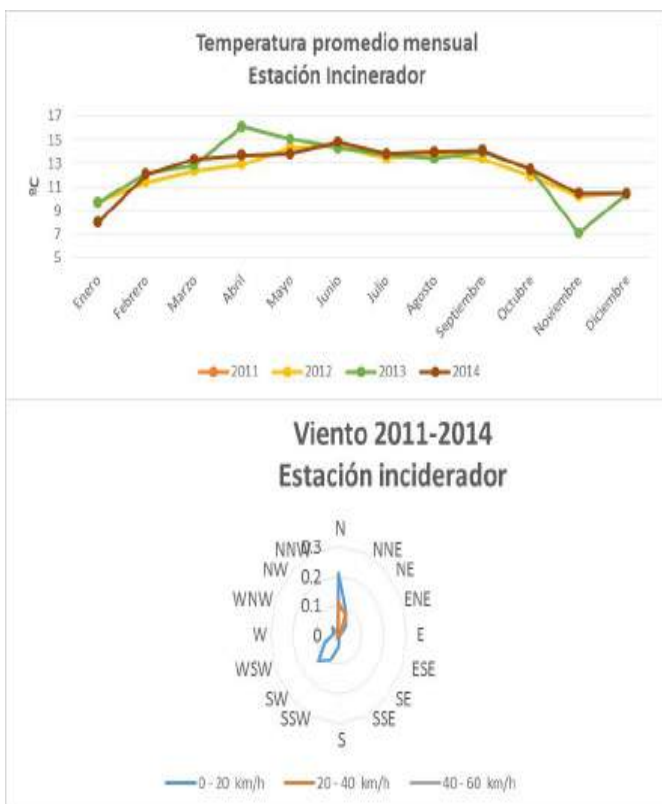 Temperatura promedio mensual
Estación Incinerador
17
15
13
11
9
7
5
ºC
Enero
Febrero
Marzo
Abril
Mayo
Junio
Julio
Agosto
Septiembre
Octubre
Noviembre
Diciembre
2011 2012 2013 2014
Viento 2011-2014
Estación inciderador
N
NNW 0.3 NNE
NW 0.2 NE
WNW 0.1 ENE
W 0 E
WSW ESE
SW SE
SSW SSE
S
0 - 20 km/h 20 - 40 km/h 40 - 60 km/h